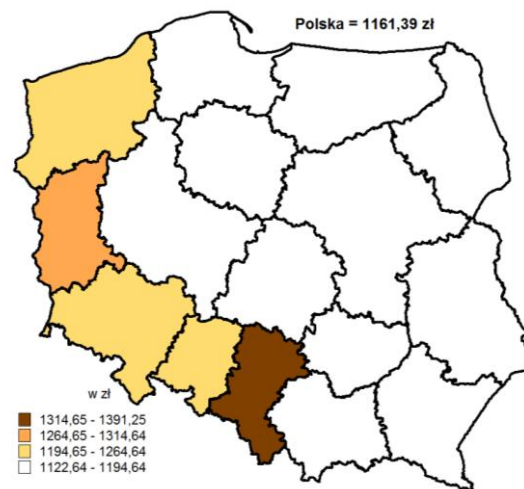 Polska = 1161,39 zł
w zł
1314,65 - 1391,25
1264,65 - 1314,64
1194,65 - 1264,64
1122,64 - 1194,64